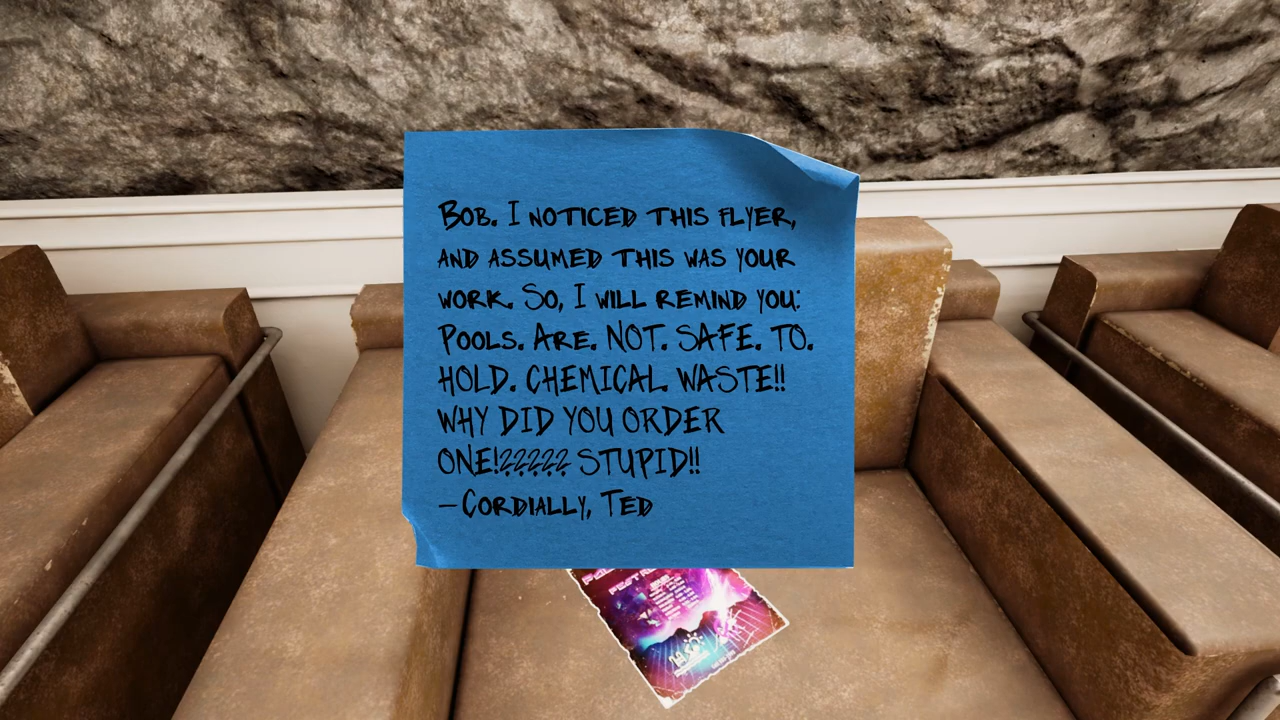 Bob. I noticed this flyer,
and assumed this was your
work. So, I will remind you:
Pools. Are. NOT. SAFE. TO.
HOLD. CHEMICAL WASTE!!
WHY DID YOU ORDER
ONE!????? STUPID!!
-Cordially, Ted